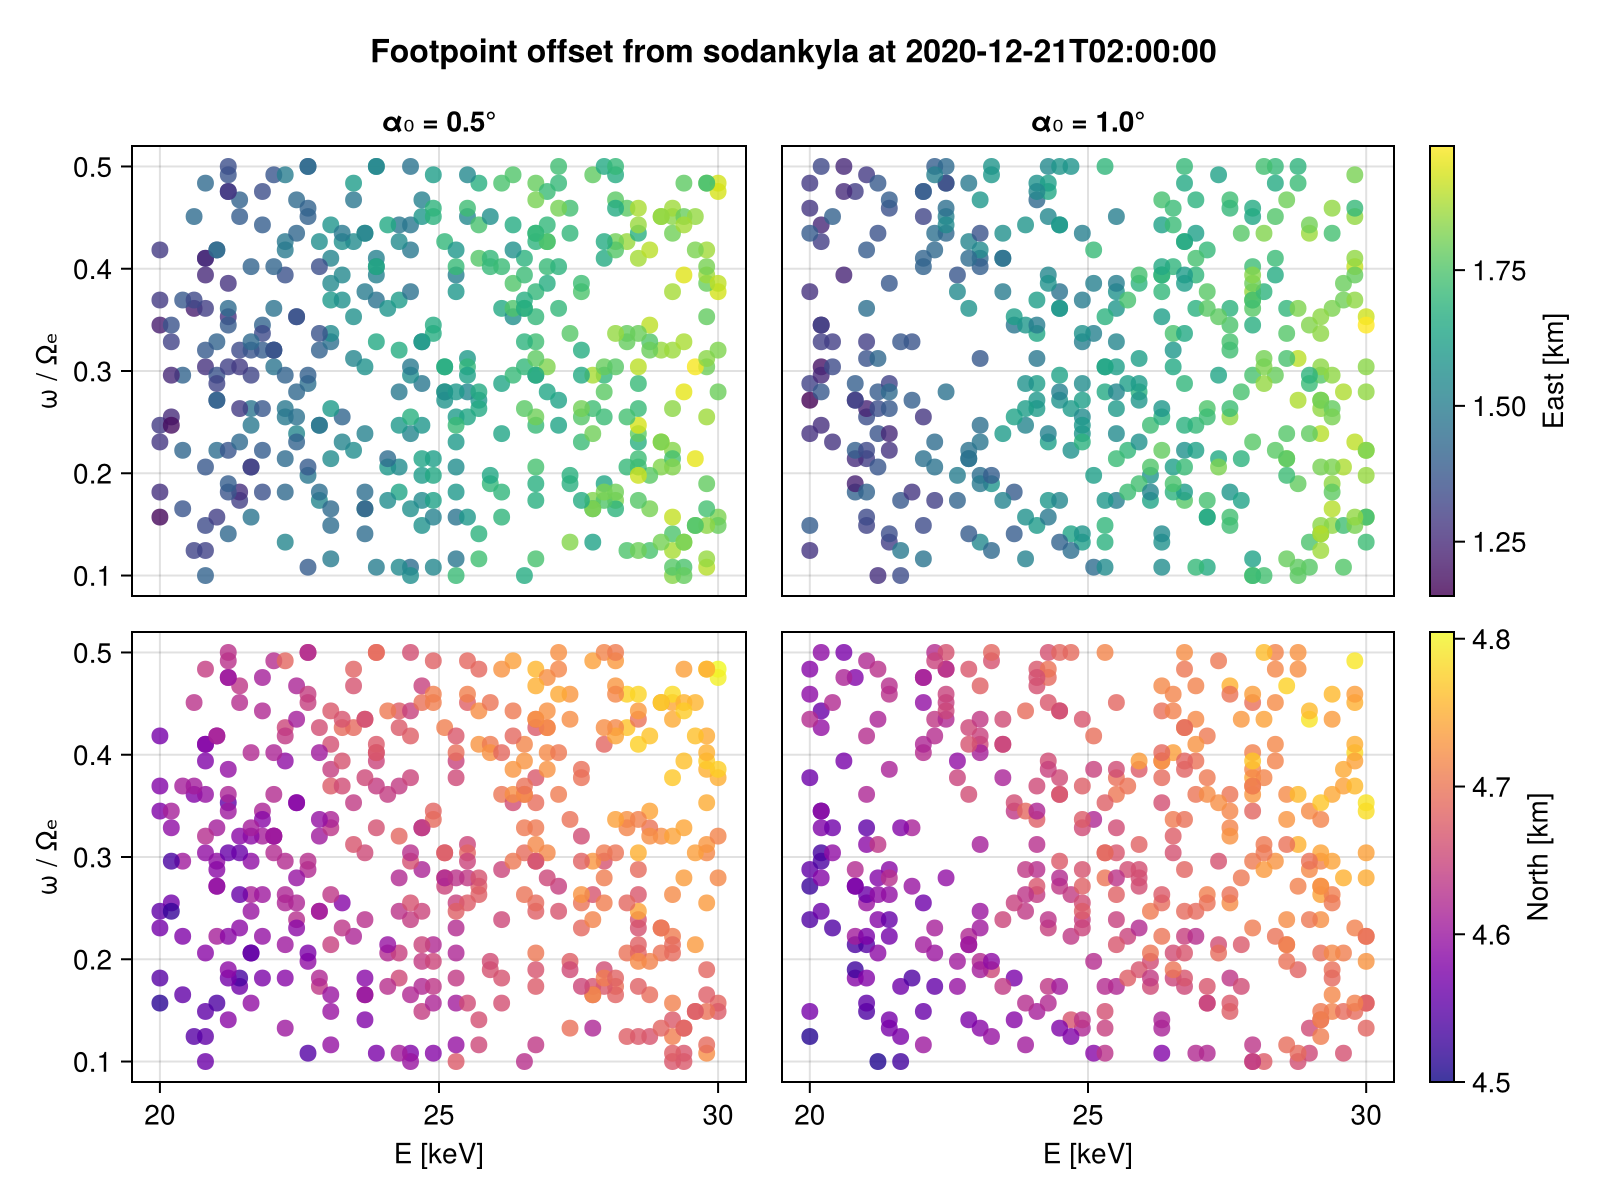 Footpoint offset from sodankyla at 2020-12-21T02:00:00
α₀ = 0.5°
α₀ = 1.0°
0.5
0.4
0.3
0.2
0.1
ω / Ωₑ
1.75
1.50
1.25
East [km]
0.5
0.4
0.3
0.2
0.1
ω / Ωₑ
4.8
4.7
4.6
4.5
North [km]
20
25
30
20
25
30
E [keV]
E [keV]